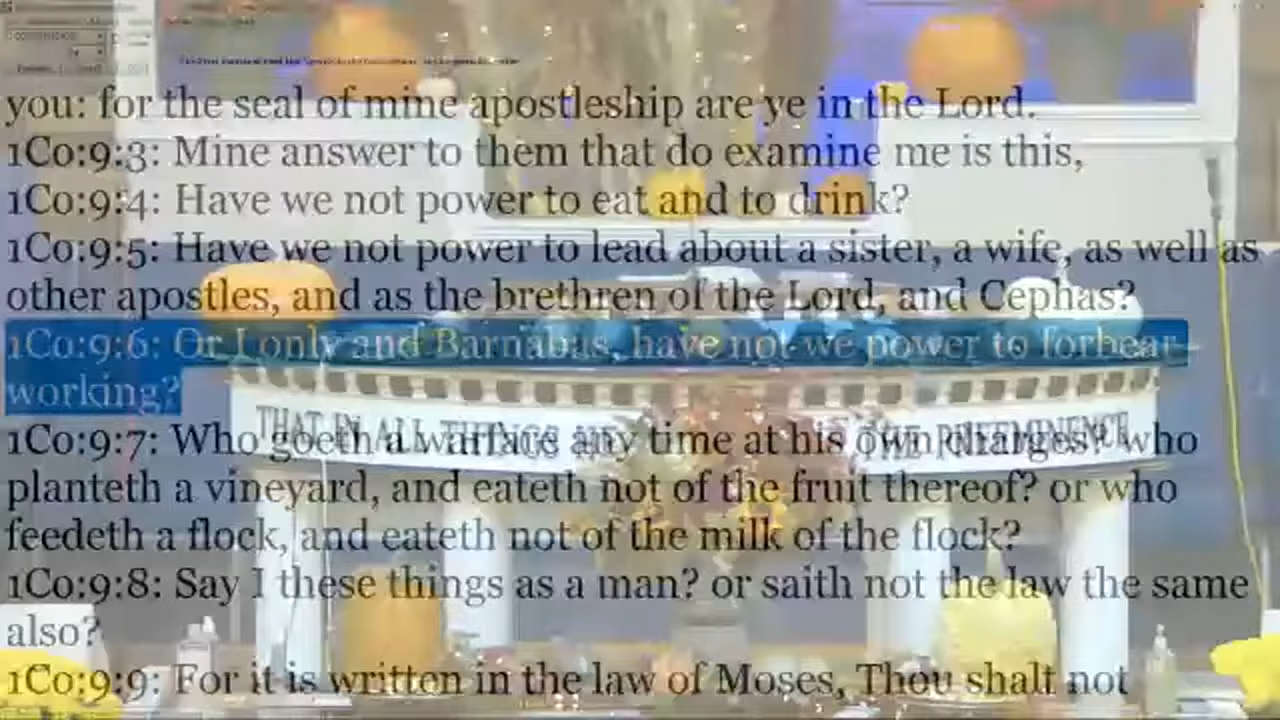 you: for the seal of mine apostleship are ye in the Lord.
1Co:9:3: Mine answer to them that do examine me is this,
1Co:9:4: Have we not power to eat and to drink?
1Co:9:5: Have we not power to lead about a sister, a wife, as well as
other apostles, and as the brethren of the Lord, and Cephas?
1Co:9:6: Or I only and Barnabas, have not we power to forbear
working?
1Co:9:7: Who goeth a warfare any time at his own charges? who
THAT IN ALL THINGS THE PREEMINENCE
planteth a vineyard, and eateth not of the fruit thereof? or who
feedeth a flock, and eateth not of the milk of the flock?
1Co:9:8: Say I these things as a man? or saith not the law the same
also?
1Co:9:9: For it is written in the law of Moses, Thou shalt not